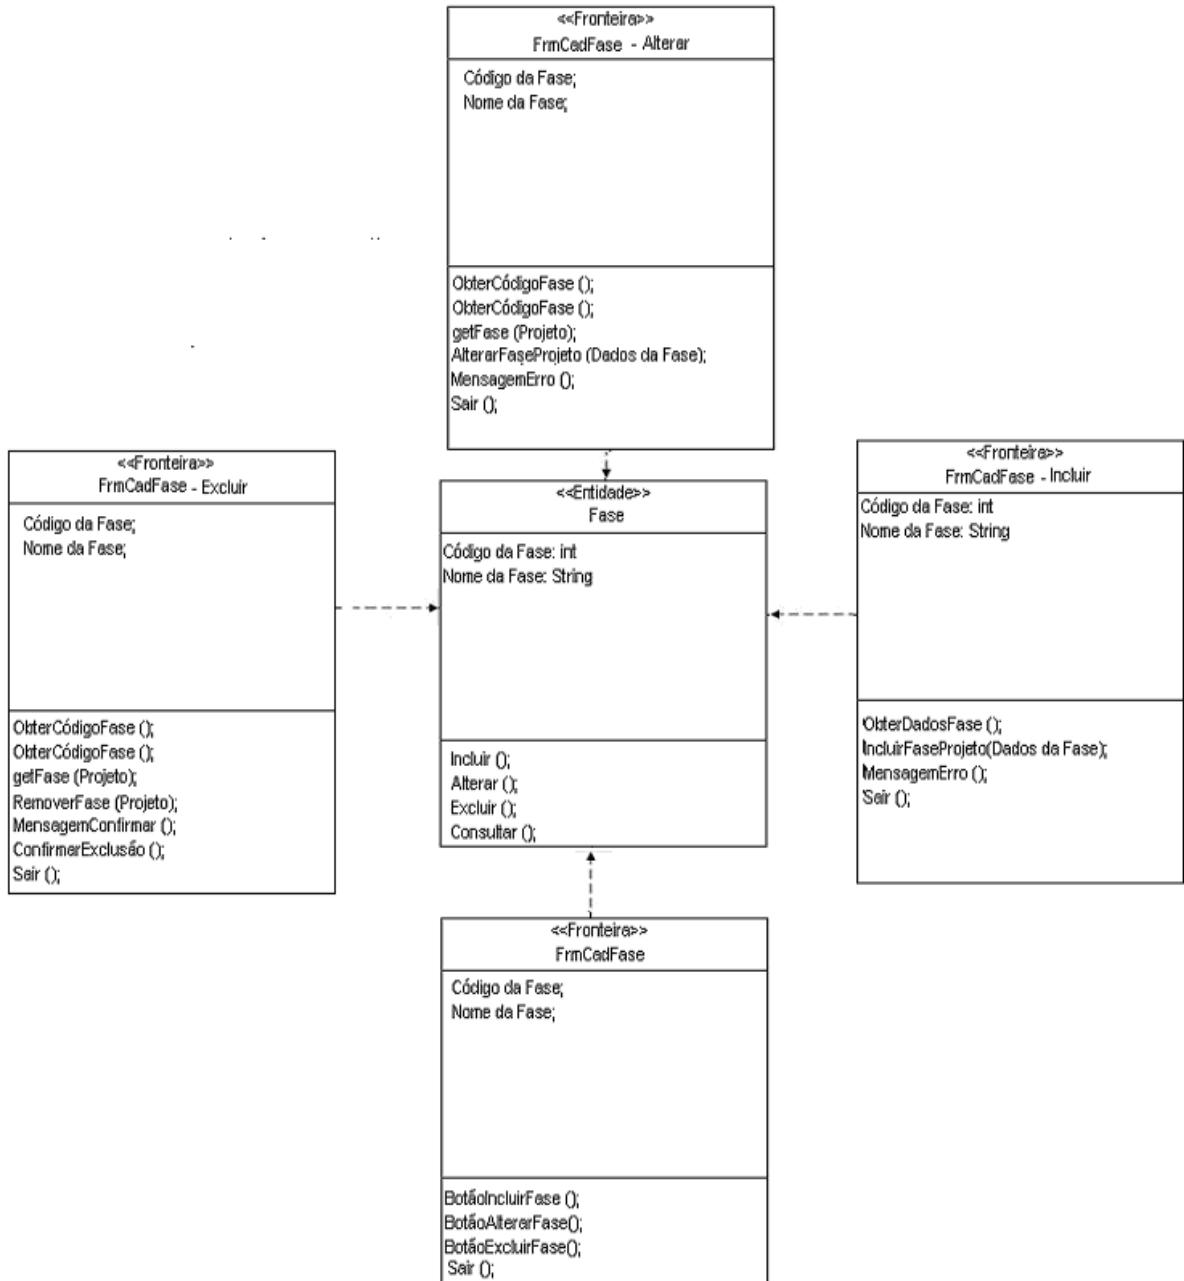 <<Fronteira>>
FrmCadFase - Alterar
Código da Fase;
Nome da Fase;
ObterCódigoFase ();
ObterCódigoFase ();
getFase (Projeto);
AlterarFaseProjeto (Dados da Fase);
MensagemErro ();
Sair ();
<<Fronteira>>
FrmCadFase - Excluir
Código da Fase;
Nome da Fase;
ObterCódigoFase ();
ObterCódigoFase ();
getFase (Projeto);
RemoverFase (Projeto);
MensagemConfirmar ();
ConfirmarExclusão ();
Sair ();
<<Entidade>>
Fase
Código da Fase: int
Nome da Fase: String
Incluir ();
Alterar ();
Excluir ();
Consultar ();
<<Fronteira>>
FrmCadFase - Incluir
Código da Fase: int
Nome da Fase: String
ObterDadosFase ();
IncluirFaseProjeto(Dados da Fase);
MensagemErro ();
Sair ();
<<Fronteira>>
FrmCadFase
Código da Fase;
Nome da Fase;
BotãoIncluirFase ();
BotãoAlterarFase();
BotãoExcluirFase();
Sair ();